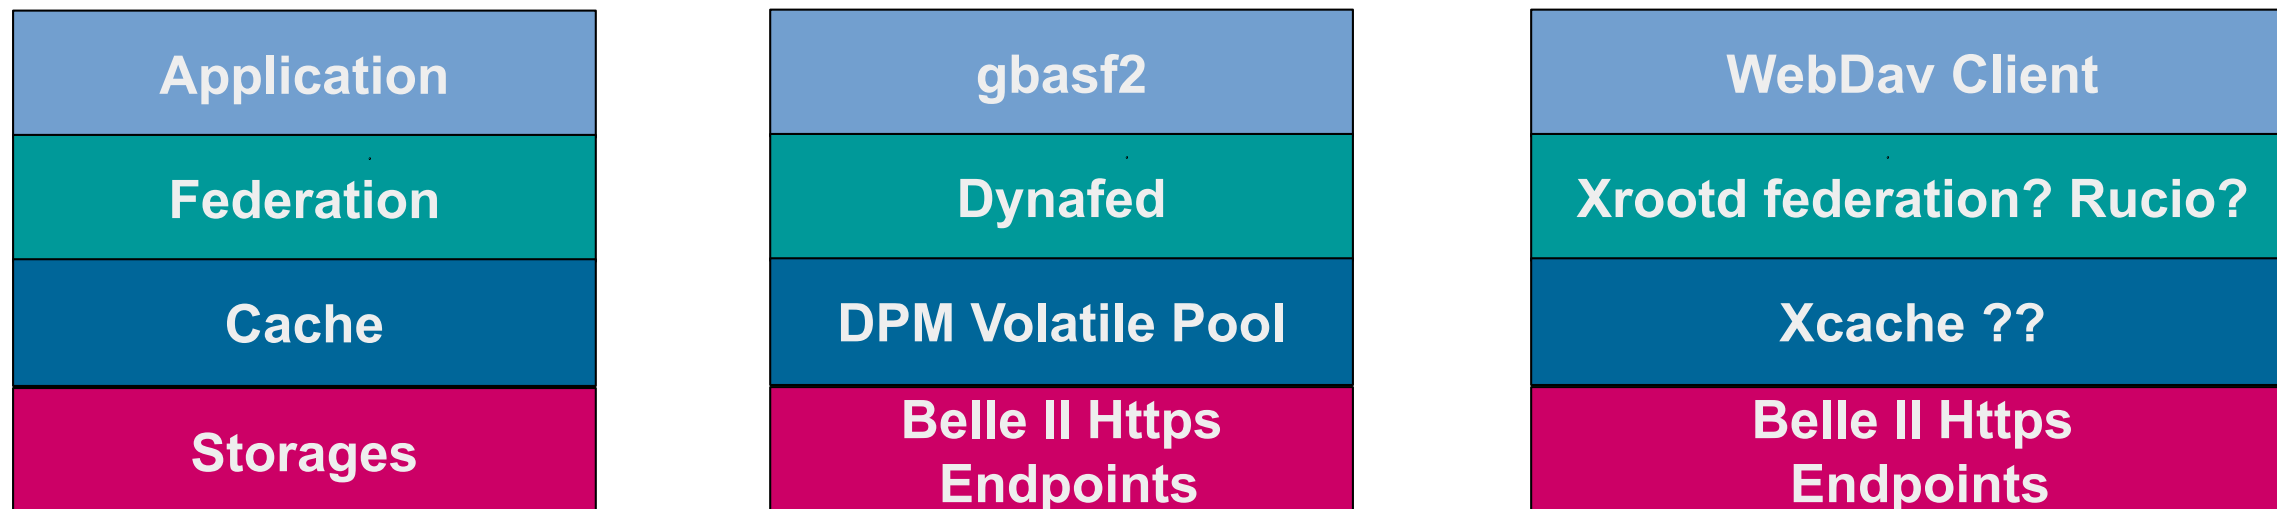 Application
Federation
Cache
Storages
gbasf2
Dynafed
DPM Volatile Pool
Belle II Https
Endpoints
WebDav Client
Xrootd federation? Rucio?
Xcache ??
Belle II Https
Endpoints